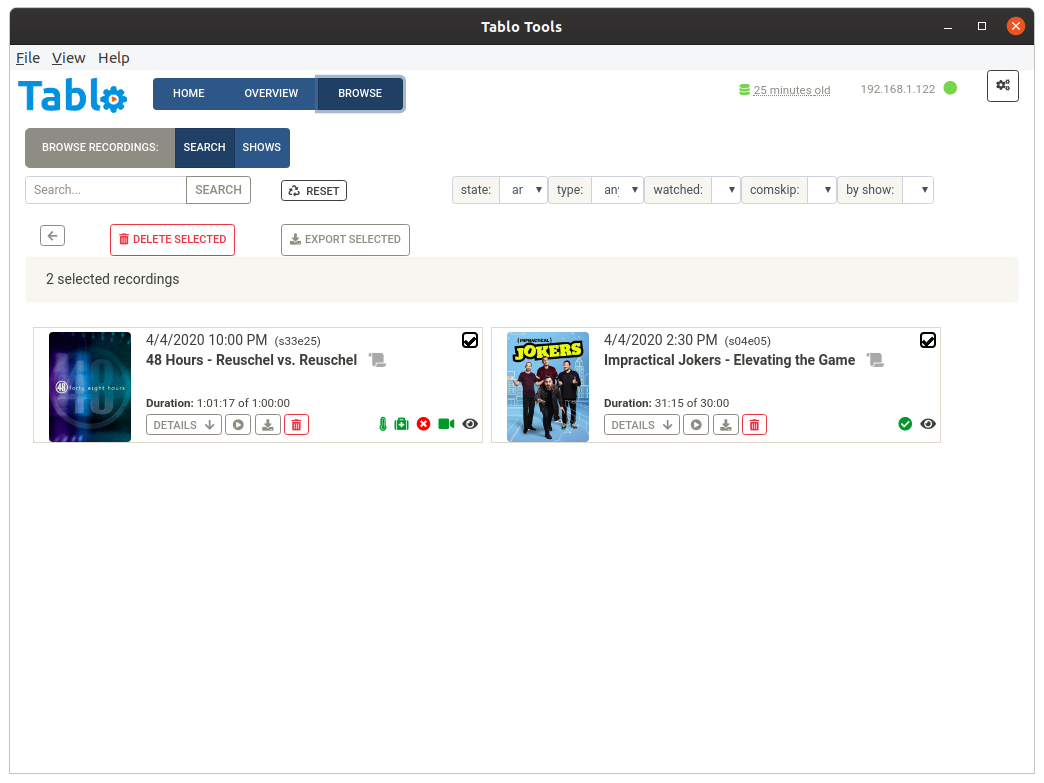 Tablo Tools
File View Help
Tablo
HOME OVERVIEW BROWSE
25 minutes old 192.168.1.122
BROWSE RECORDINGS: SEARCH SHOWS
Search... SEARCH RESET state: ar type: any watched: comskip: by show:
DELETE SELECTED EXPORT SELECTED
2 selected recordings
4/4/2020 10:00 PM (s33e25)
48 Hours - Reuschel vs. Reuschel
48 forty eight hours
Duration: 1:01:17 of 1:00:00
DETAILS
4/4/2020 2:30 PM (s04e05)
Impractical Jokers - Elevating the Game
(IMPRACTICAL)
JOKERS
Duration: 31:15 of 30:00
DETAILS